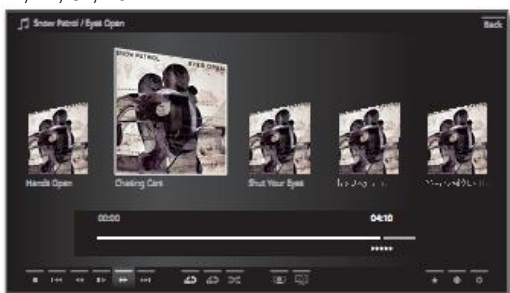 Snow Patrol / Eyes Open
Back
SNOW PATROL
EYES OPEN
Hands Open
Chasing Cars
Shut Your Eyes
00:00
04:10